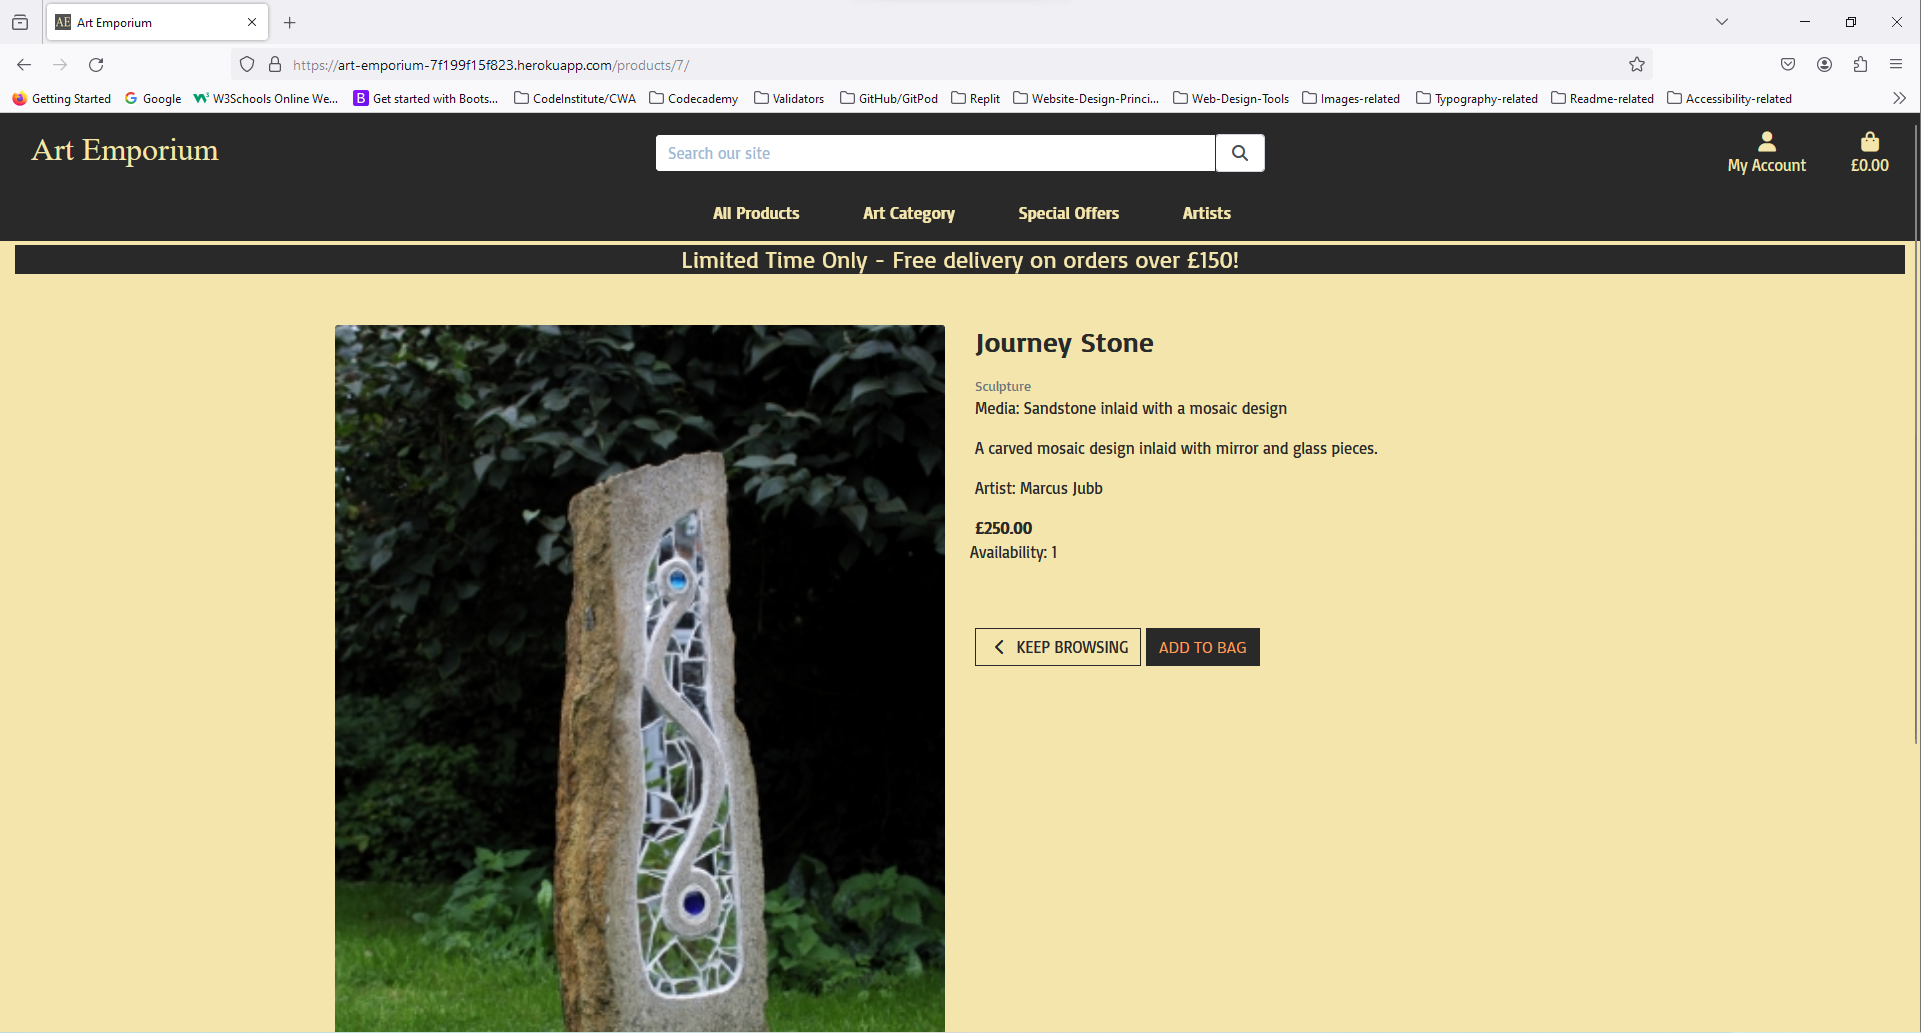 AE Art Emporium
https://art-emporium-7f199f15f823.herokuapp.com/products/7/
Getting Started Google W3Schools Online We... B Get started with Boots... CodeInstitute/CWA Codecademy Validators GitHub/GitPod Replit Website-Design-Princi... Web-Design-Tools Images-related Typography-related Readme-related Accessibility-related
Art Emporium
Search our site
My Account
£0.00
All Products Art Category Special Offers Artists
Limited Time Only - Free delivery on orders over £150!
Journey Stone
Sculpture
Media: Sandstone inlaid with a mosaic design
A carved mosaic design inlaid with mirror and glass pieces.
Artist: Marcus Jubb
£250.00
Availability: 1
KEEP BROWSING ADD TO BAG